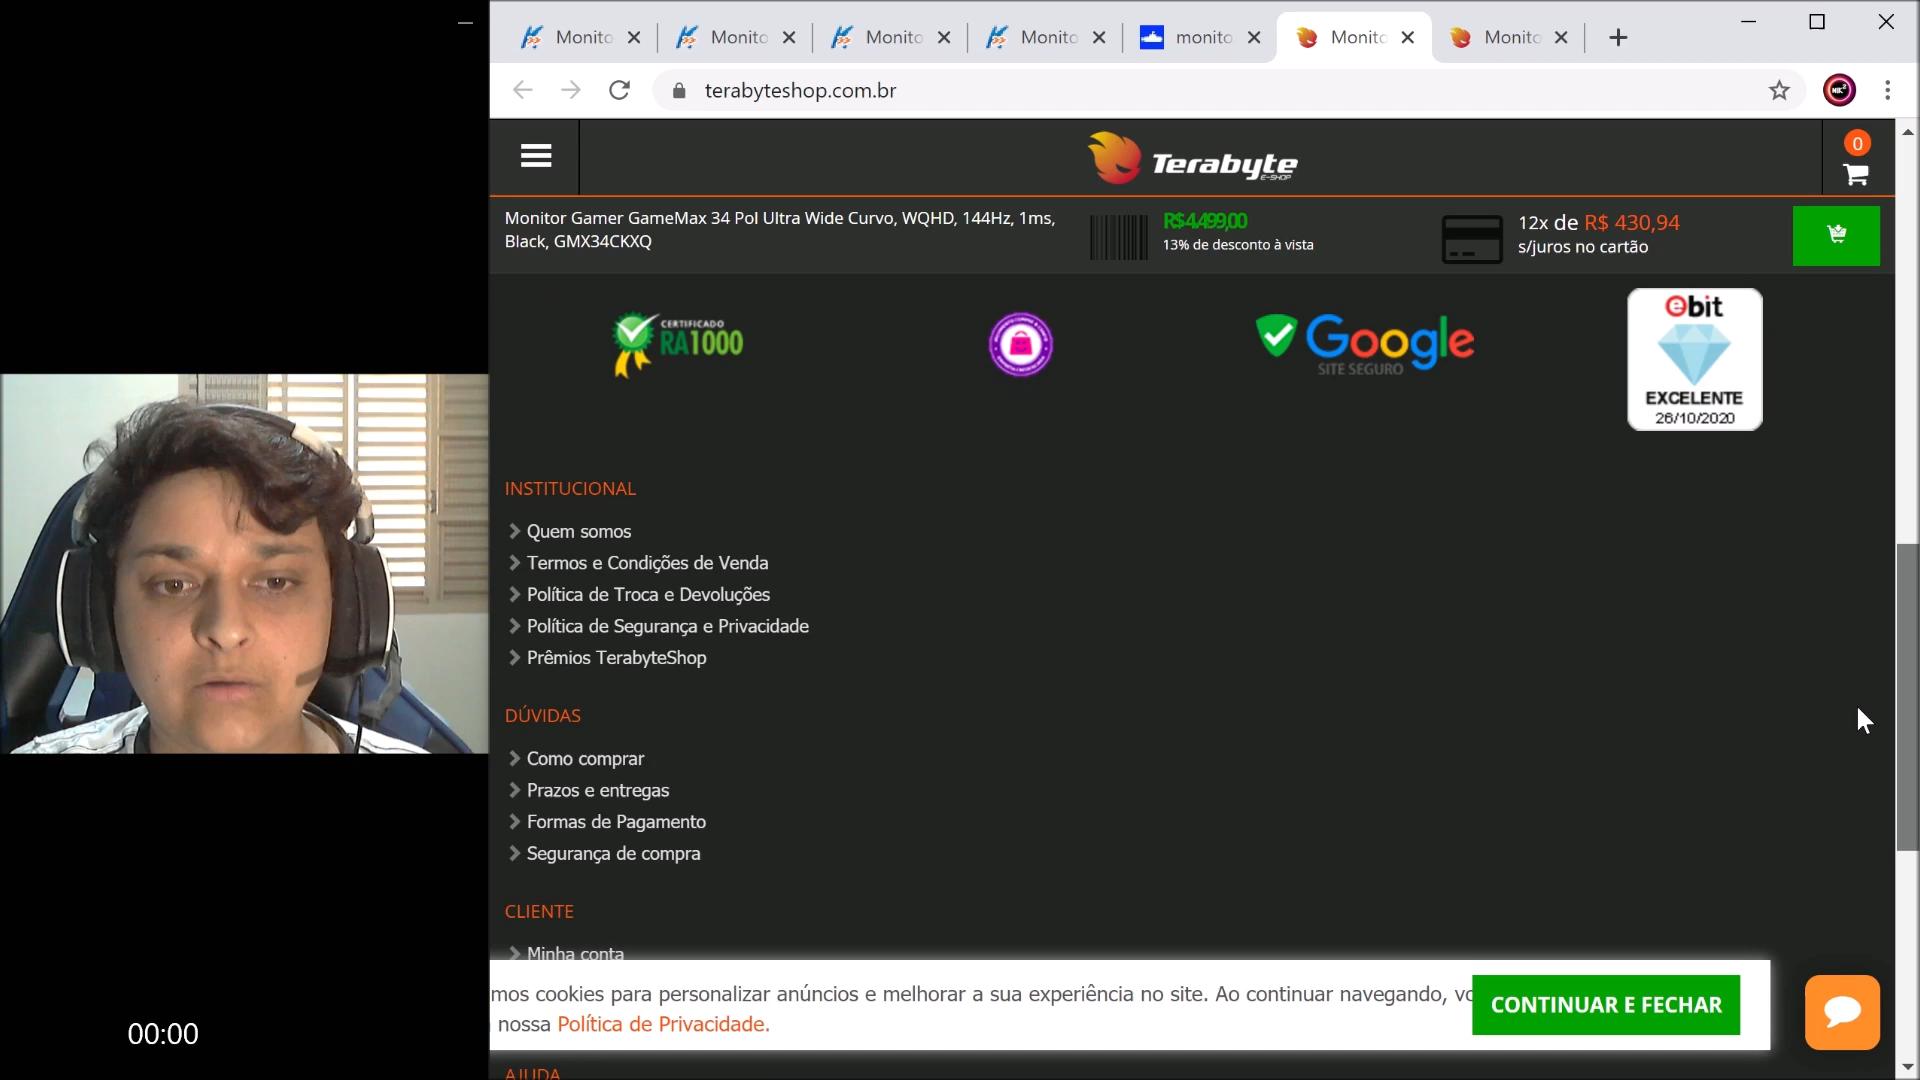 Monito
Monito
Monito
Monito
monito
Monito
Monito
terabyteshop.com.br
Terabyte
E-SHOP
0
Monitor Gamer GameMax 34 Pol Ultra Wide Curvo, WQHD, 144Hz, 1ms,
Black, GMX34CKXQ
R$4.499,00
13% de desconto à vista
12x de R$ 430,94
s/juros no cartão
CERTIFICADO
RA1000
Google
SITE SEGURO
ebit
EXCELENTE
26/10/2020
INSTITUCIONAL
Quem somos
Termos e Condições de Venda
Política de Troca e Devoluções
Política de Segurança e Privacidade
Prêmios TerabyteShop
DÚVIDAS
Como comprar
Prazos e entregas
Formas de Pagamento
Segurança de compra
CLIENTE
Minha conta
mos cookies para personalizar anúncios e melhorar a sua experiência no site. Ao continuar navegando, vo
nossa Política de Privacidade.
CONTINUAR E FECHAR
AJUDA
00:00